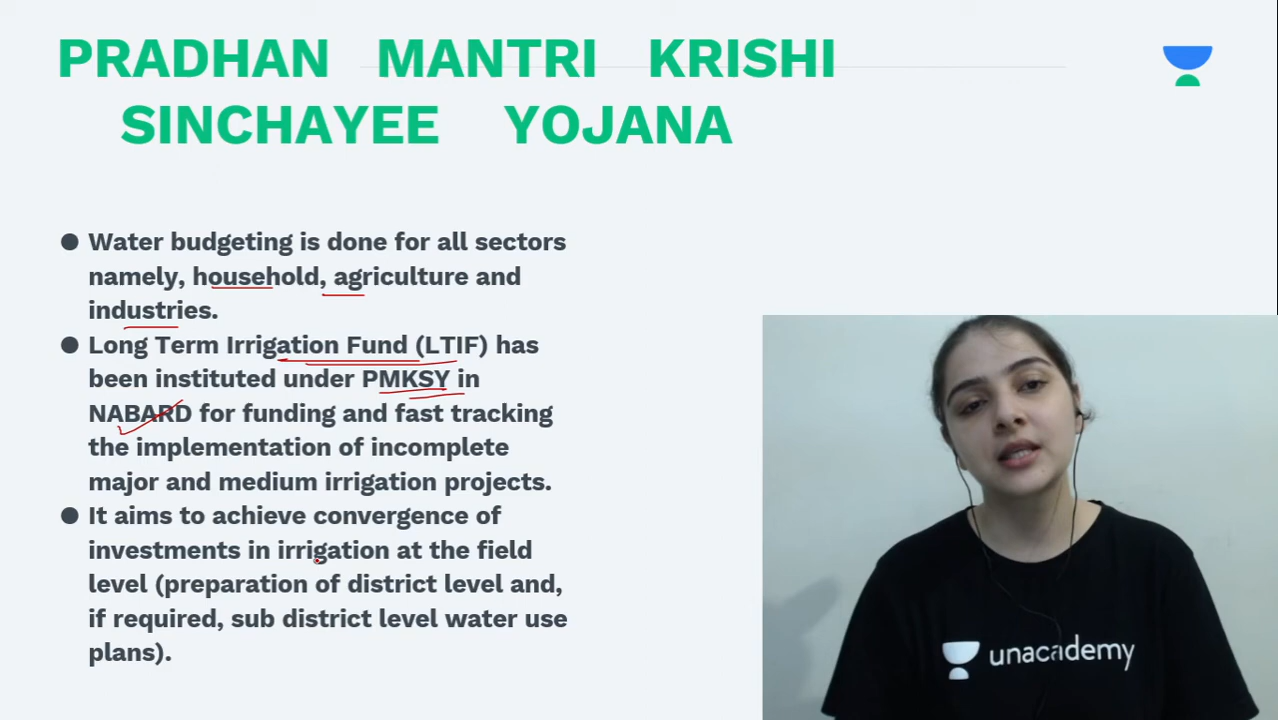 PRADHAN MANTRI KRISHI
SINCHAYEE YOJANA
● Water budgeting is done for all sectors
namely, household, agriculture and
industries.
● Long Term Irrigation Fund (LTIF) has
been instituted under PMKSY in
NABARD for funding and fast tracking
the implementation of incomplete
major and medium irrigation projects.
● It aims to achieve convergence of
investments in irrigation at the field
level (preparation of district level and,
if required, sub district level water use
plans).
unacademy